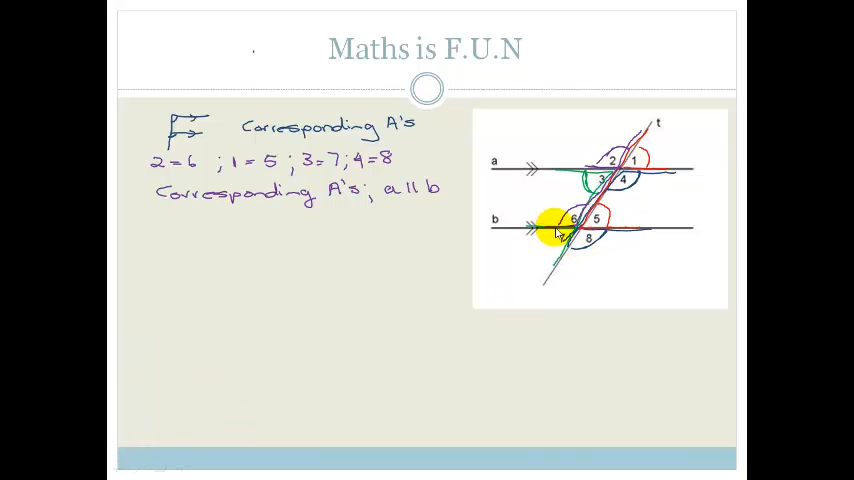 Maths is F.U.N
Corresponding A's
2=6 ; 1=5 ; 3=7; 4=8
Corresponding A's; a || b
t
a
2 1
3 4
b
6 5
7 8